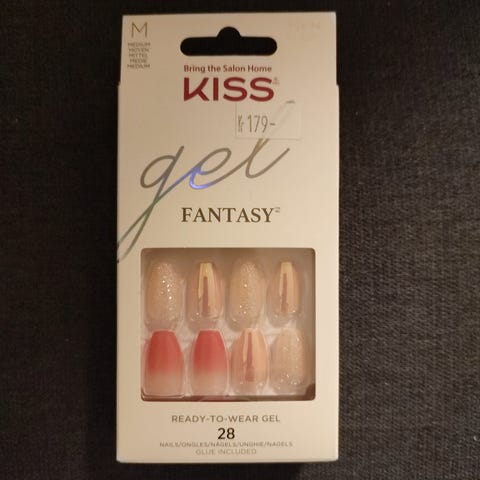 M
MEDIUM
MOYEN
MITTEL
MEDIE
MEDIUM
Bring the Salon Home
KISS
Kr 179-
gel
FANTASY
READY-TO-WEAR GEL
28
NAILS/ONGLES/NÄGELS/UNGHIE/NAGELS
GLUE INCLUDED